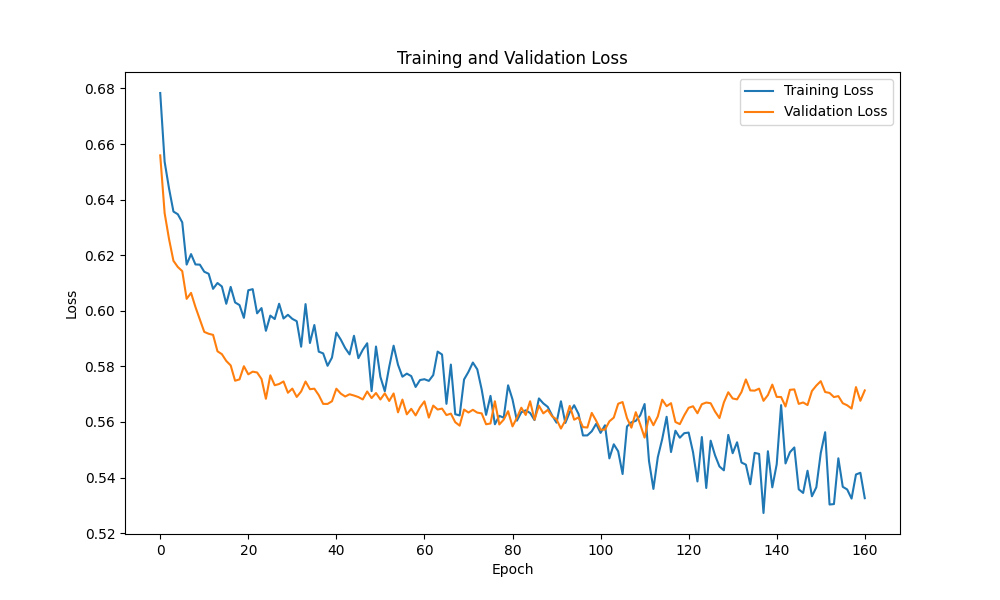 Training and Validation Loss
Training Loss
Validation Loss
Loss
0.68
0.66
0.64
0.62
0.60
0.58
0.56
0.54
0.52
0 20 40 60 80 100 120 140 160
Epoch